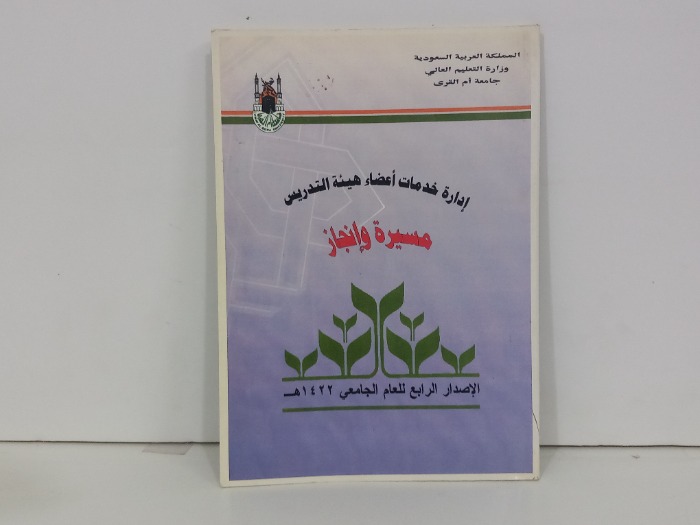 المملكة العربية السعودية
وزارة التعليم العالي
جامعة أم القرى
إدارة خدمات أعضاء هيئة التدريس
مسيرة وإنجاز
الإصدار الرابع للعام الجامعي ١٤٢٢هـ